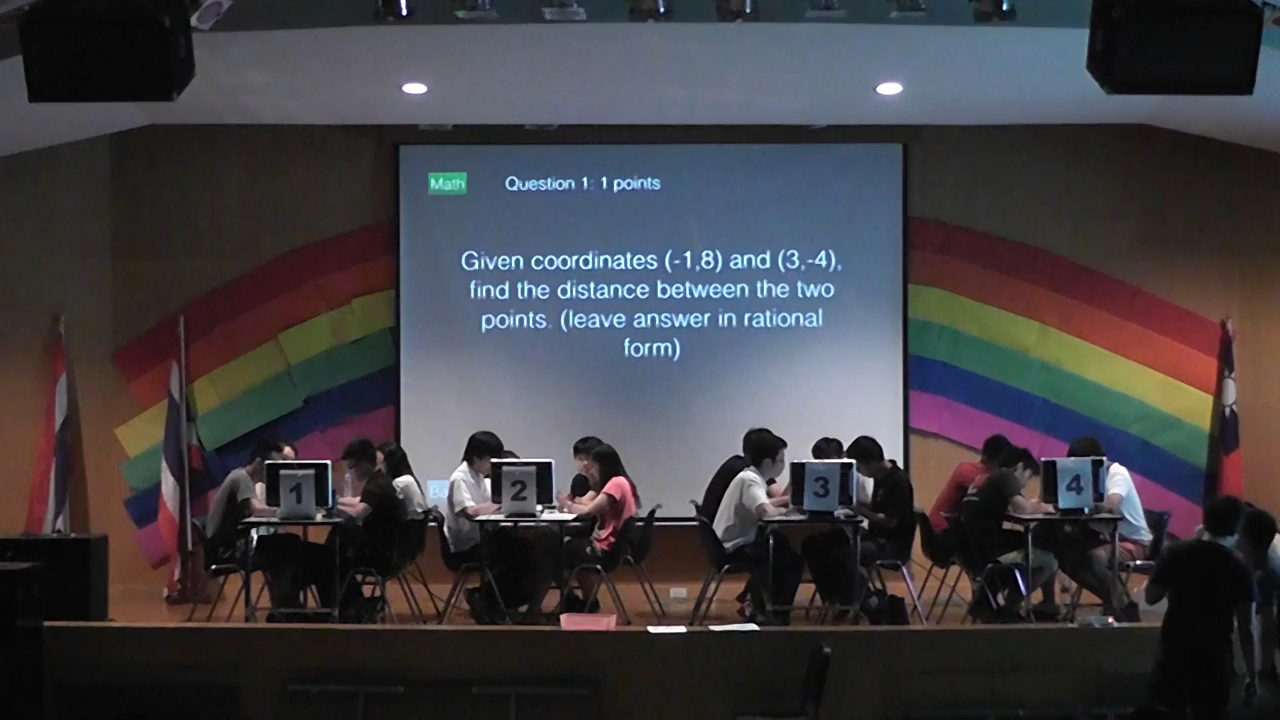 Math
Question 1: 1 points
Given coordinates (-1,8) and (3,-4),
find the distance between the two
points. (leave answer in rational
form)
1
2
3
4